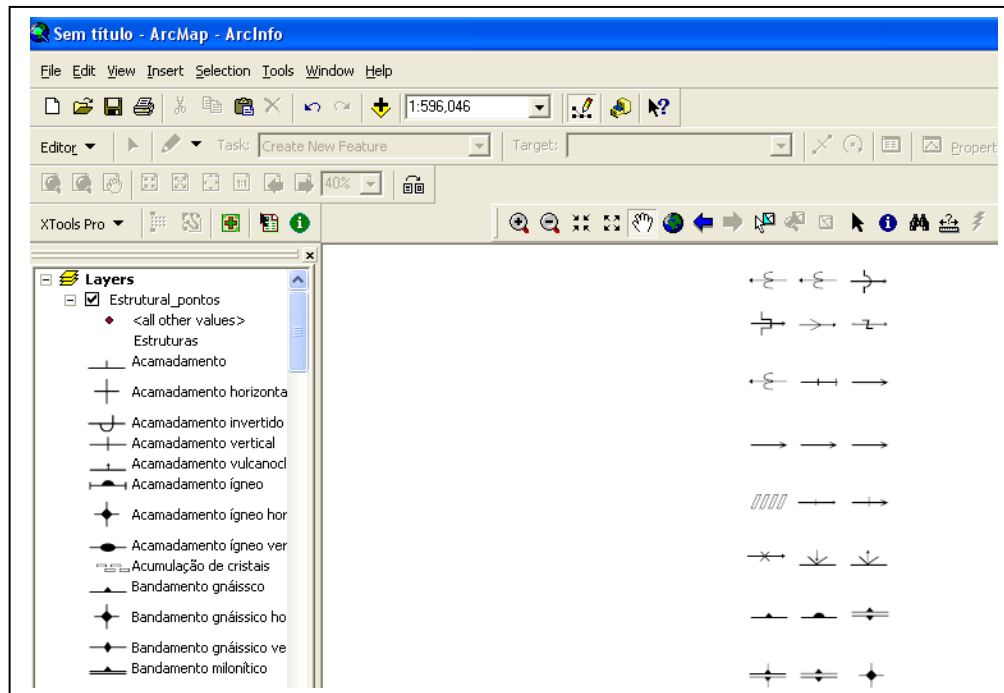 Sem título - ArcMap - ArcInfo
File Edit View Insert Selection Tools Window Help
1:596,046
Editor Task: Create New Feature Target: Propert
1:1 40%
XTools Pro
Layers
Estrutural_pontos
<all other values>
Estruturas
Acamadamento
Acamadamento horizonta
Acamadamento invertido
Acamadamento vertical
Acamadamento vulcanocl
Acamadamento ígneo
Acamadamento ígneo hor
Acamadamento ígneo ver
Acumulação de cristais
Bandamento gnáissco
Bandamento gnáissico ho
Bandamento gnáissico ve
Bandamento milonítico